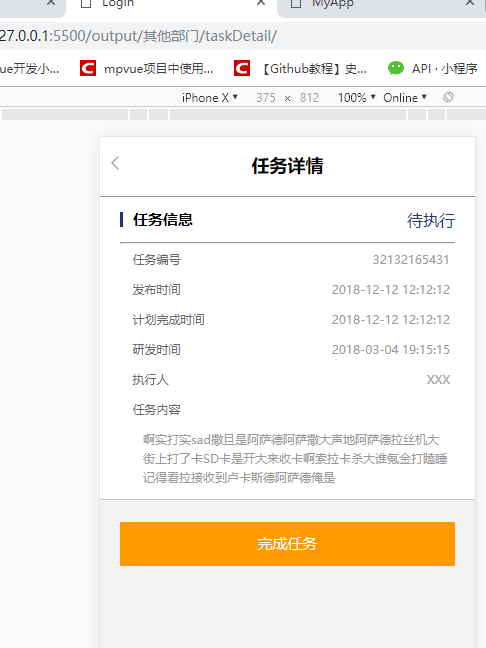 Login
MyApp
27.0.0.1:5500/output/其他部门/taskDetail/
ue开发小...
mpvue项目中使用...
【Github教程】史...
API · 小程序
iPhone X ▼ 375 × 812 100% ▼ Online ▼
任务详情
任务信息 待执行
任务编号 32132165431
发布时间 2018-12-12 12:12:12
计划完成时间 2018-12-12 12:12:12
研发时间 2018-03-04 19:15:15
执行人 XXX
任务内容
啊实打实sad撒旦是阿萨德阿萨撒大声地阿萨德拉丝机大
街上打了卡SD卡是开大来收卡啊索拉卡杀大谁氪金打瞌睡
记得看拉接收到卢卡斯德阿萨德俺是
完成任务